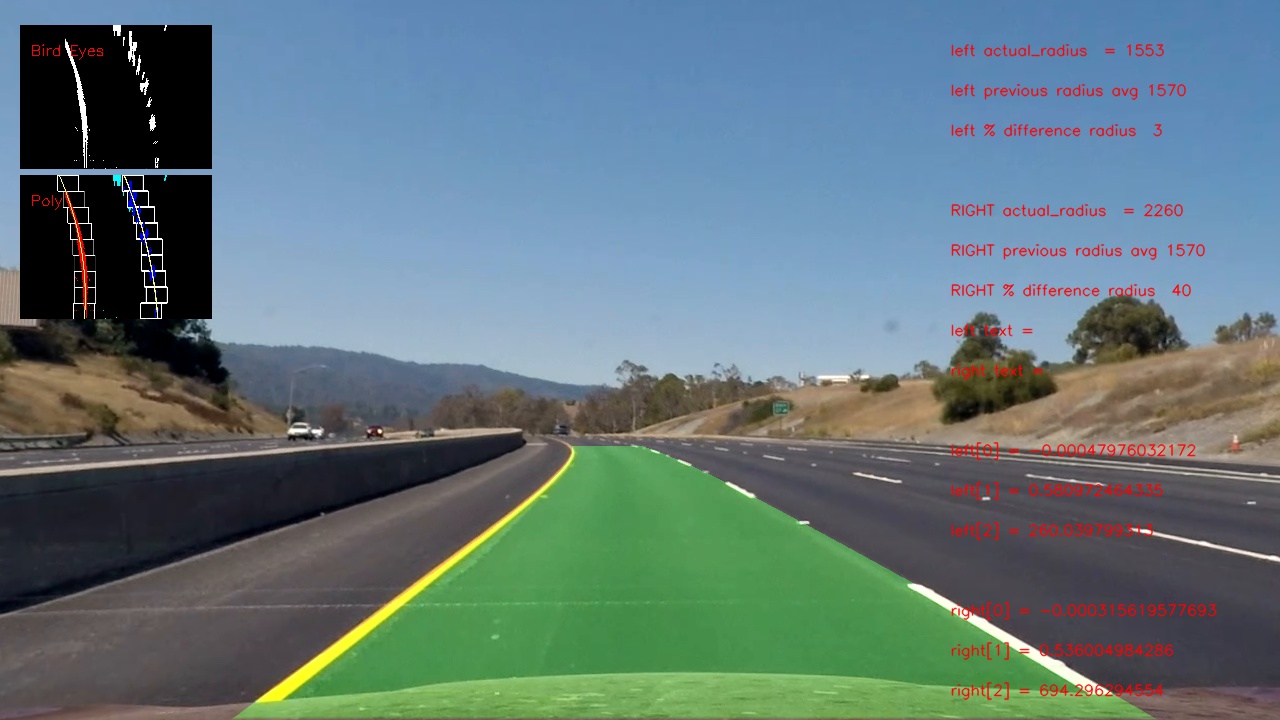 Bird Eyes
Poly
left actual_radius = 1553
left previous radius avg 1570
left % difference radius 3
RIGHT actual_radius = 2260
RIGHT previous radius avg 1570
RIGHT % difference radius 40
left text =
right text =
left[0] = -0.00047976032172
left[1] = 0.580972464335
left[2] = 260.039799313
right[0] = -0.000315819577693
right[1] = 0.536004984286
right[2] = 694.296294554